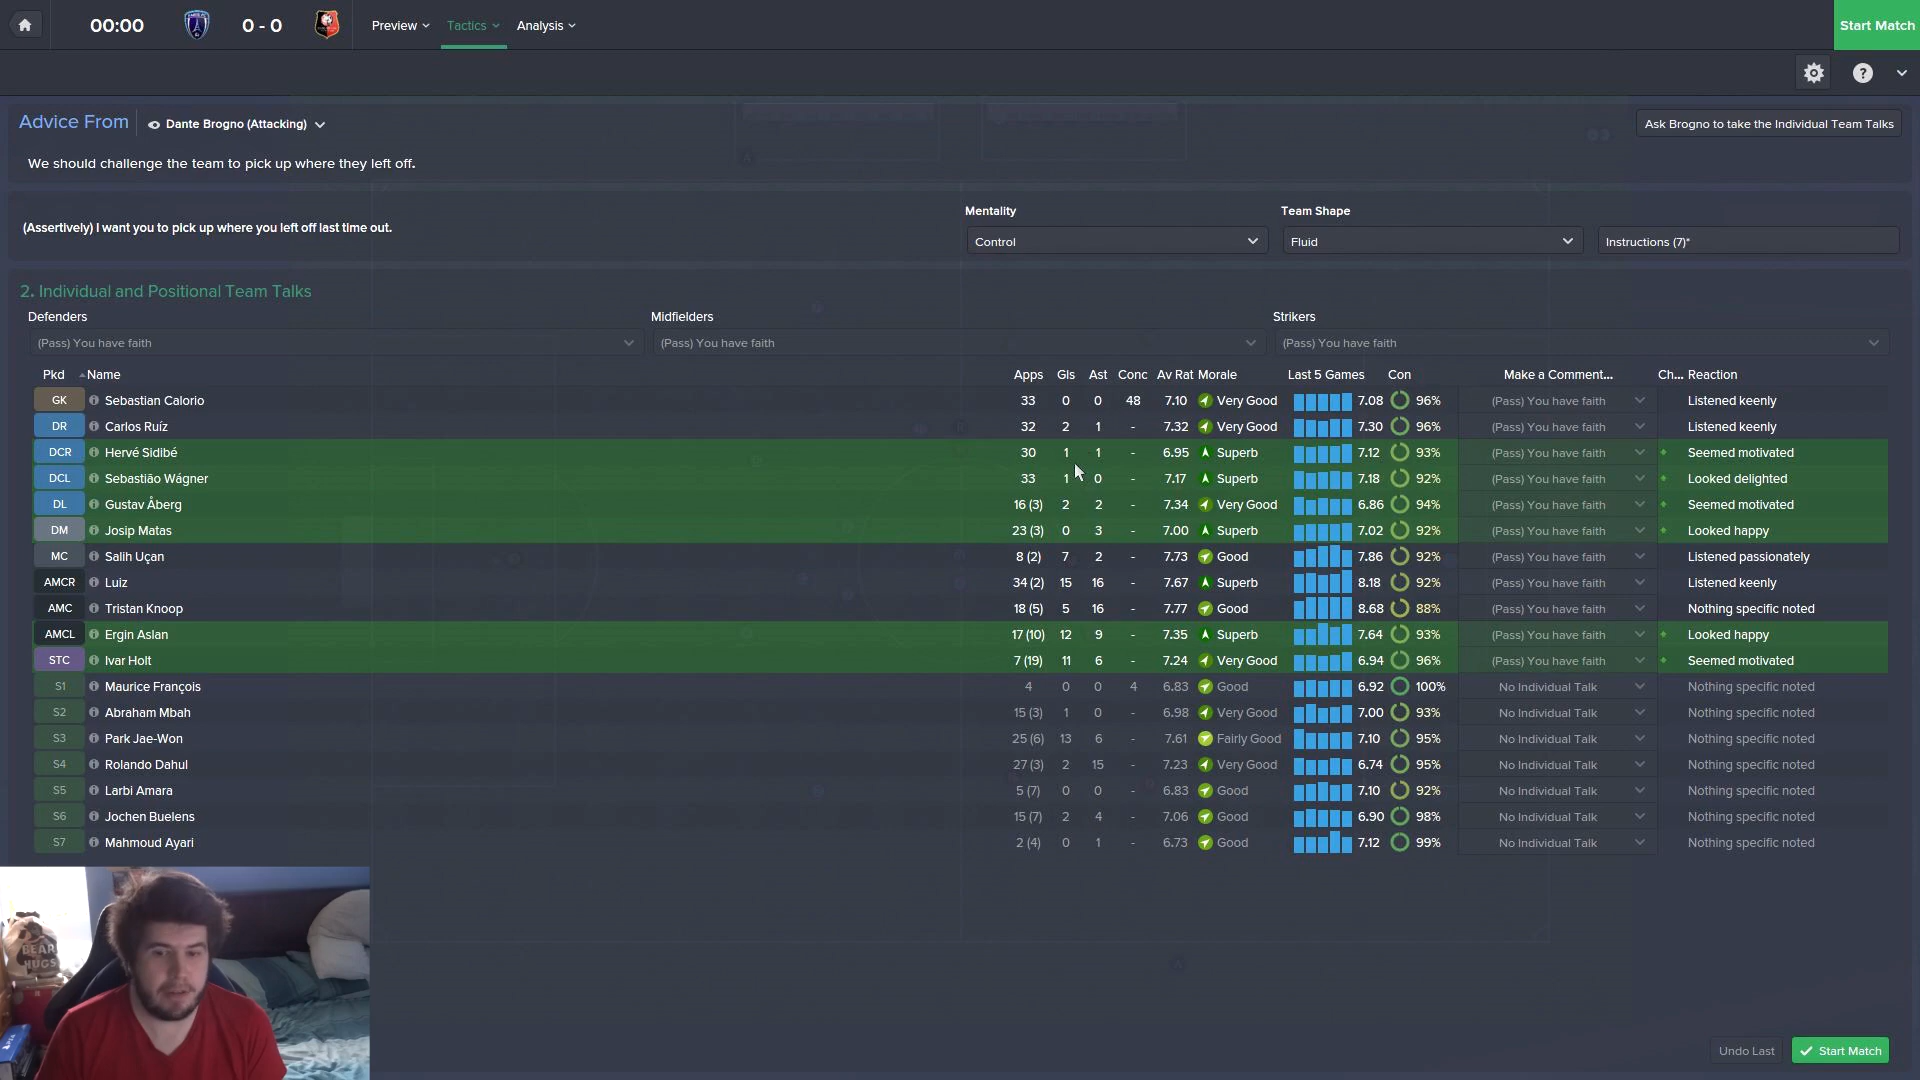 00:00 0 - 0 Preview Tactics Analysis Start Match
Advice From Dante Brogno (Attacking) Ask Brogno to take the Individual Team Talks
We should challenge the team to pick up where they left off.
Mentality Team Shape
(Assertively) I want you to pick up where you left off last time out.
Control Fluid Instructions (7)*
2. Individual and Positional Team Talks
Defenders Midfielders Strikers
(Pass) You have faith (Pass) You have faith (Pass) You have faith
Pkd Name Apps Gls Ast Conc Av Rat Morale Last 5 Games Con Make a Comment... Ch... Reaction
GK Sebastian Calorio 33 0 0 48 7.10 Very Good 7.08 96% (Pass) You have faith Listened keenly
DR Carlos Ruíz 32 2 1 - 7.32 Very Good 7.30 96% (Pass) You have faith Listened keenly
DCR Hervé Sidibé 30 1 1 - 6.95 Superb 7.12 93% (Pass) You have faith Seemed motivated
DCL Sebastião Wágner 33 1 0 - 7.17 Superb 7.18 92% (Pass) You have faith Looked delighted
DL Gustav Åberg 16 (3) 2 2 - 7.34 Very Good 6.86 94% (Pass) You have faith Seemed motivated
DM Josip Matas 23 (3) 0 3 - 7.00 Superb 7.02 92% (Pass) You have faith Looked happy
MC Salih Uçan 8 (2) 7 2 - 7.73 Good 7.86 92% (Pass) You have faith Listened passionately
AMCR Luiz 34 (2) 15 16 - 7.67 Superb 8.18 92% (Pass) You have faith Listened keenly
AMC Tristan Knoop 18 (5) 5 16 - 7.77 Good 8.68 88% (Pass) You have faith Nothing specific noted
AMCL Ergin Aslan 17 (10) 12 9 - 7.35 Superb 7.64 93% (Pass) You have faith Looked happy
STC Ivar Holt 7 (19) 11 6 - 7.24 Very Good 6.94 96% (Pass) You have faith Seemed motivated
S1 Maurice François 4 0 0 4 6.83 Good 6.92 100% No Individual Talk Nothing specific noted
S2 Abraham Mbah 15 (3) 1 0 - 6.98 Very Good 7.00 93% No Individual Talk Nothing specific noted
S3 Park Jae-Won 25 (6) 13 6 - 7.61 Fairly Good 7.10 95% No Individual Talk Nothing specific noted
S4 Rolando Dahul 27 (3) 2 15 - 7.23 Very Good 6.74 95% No Individual Talk Nothing specific noted
S5 Larbi Amara 5 (7) 0 0 - 6.83 Good 7.10 92% No Individual Talk Nothing specific noted
S6 Jochen Buelens 15 (7) 2 4 - 7.06 Good 6.90 98% No Individual Talk Nothing specific noted
S7 Mahmoud Ayari 2 (4) 0 1 - 6.73 Good 7.12 99% No Individual Talk Nothing specific noted
BEAR
HUGS
Undo Last Start Match